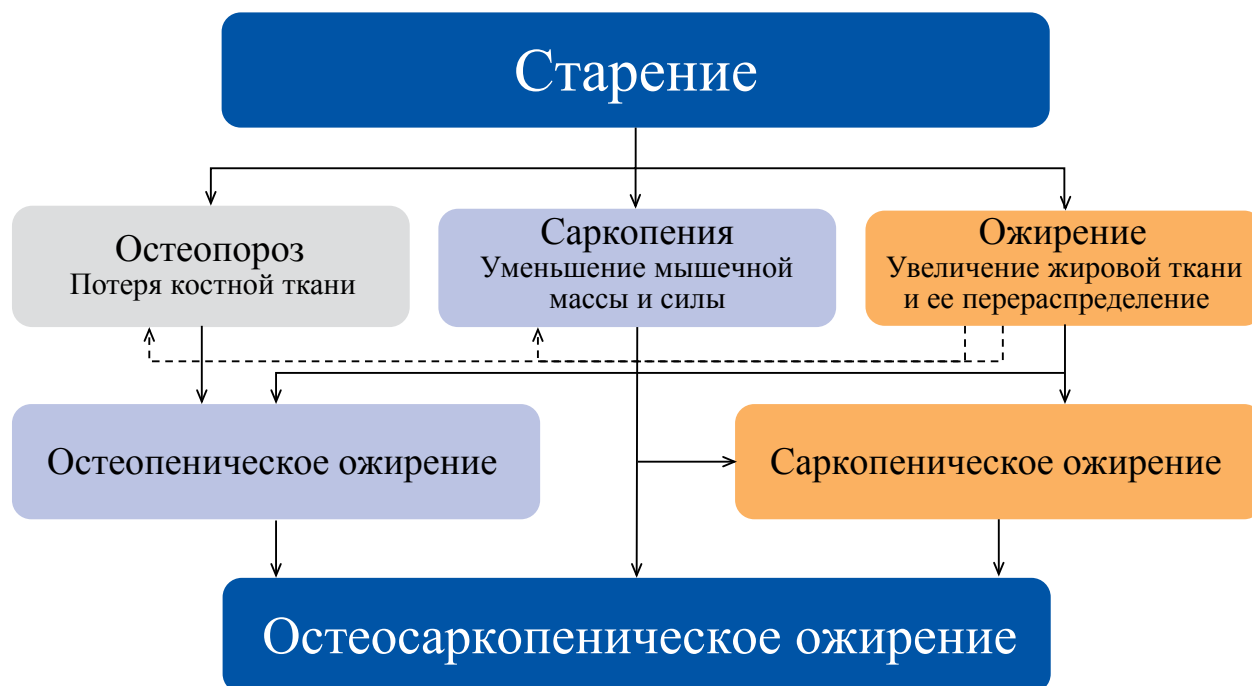 Старение
Остеопороз
Потеря костной ткани
Саркопения
Уменьшение мышечной
массы и силы
Ожирение
Увеличение жировой ткани
и ее перераспределение
Остеопеническое ожирение
Саркопеническое ожирение
Остеосаркопеническое ожирение